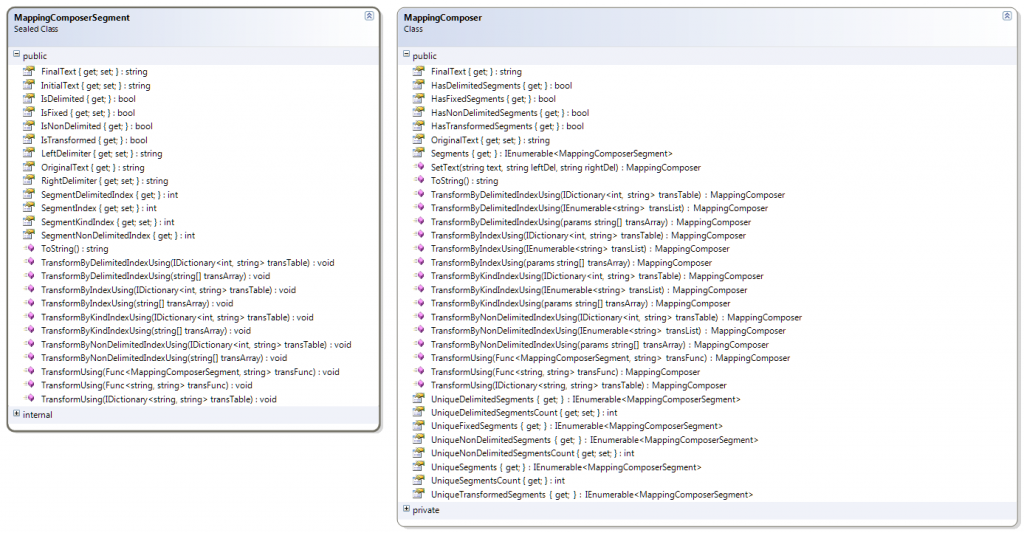 MappingComposerSegment
Sealed Class
public
FinalText { get; set; } : string
InitialText { get; set; } : string
IsDelimited { get; } : bool
IsFixed { get; set; } : bool
IsNonDelimited { get; } : bool
IsTransformed { get; } : bool
LeftDelimiter { get; set; } : string
OriginalText { get; } : string
RightDelimiter { get; set; } : string
SegmentDelimitedIndex { get; } : int
SegmentIndex { get; set; } : int
SegmentKindIndex { get; set; } : int
SegmentNonDelimitedIndex { get; } : int
ToString() : string
TransformByDelimitedIndexUsing(IDictionary<int, string> transTable) : void
TransformByDelimitedIndexUsing(string[] transArray) : void
TransformByIndexUsing(IDictionary<int, string> transTable) : void
TransformByIndexUsing(string[] transArray) : void
TransformByKindIndexUsing(IDictionary<int, string> transTable) : void
TransformByKindIndexUsing(string[] transArray) : void
TransformByNonDelimitedIndexUsing(IDictionary<int, string> transTable) : void
TransformByNonDelimitedIndexUsing(string[] transArray) : void
TransformUsing(Func<MappingComposerSegment, string> transFunc) : void
TransformUsing(Func<string, string> transFunc) : void
TransformUsing(IDictionary<string, string> transTable) : void
internal
MappingComposer
Class
public
FinalText { get; } : string
HasDelimitedSegments { get; } : bool
HasFixedSegments { get; } : bool
HasNonDelimitedSegments { get; } : bool
HasTransformedSegments { get; } : bool
OriginalText { get; set; } : string
Segments { get; } : IEnumerable<MappingComposerSegment>
SetText(string text, string leftDel, string rightDel) : MappingComposer
ToString() : string
TransformByDelimitedIndexUsing(IDictionary<int, string> transTable) : MappingComposer
TransformByDelimitedIndexUsing(IEnumerable<string> transList) : MappingComposer
TransformByDelimitedIndexUsing(params string[] transArray) : MappingComposer
TransformByIndexUsing(IDictionary<int, string> transTable) : MappingComposer
TransformByIndexUsing(IEnumerable<string> transList) : MappingComposer
TransformByIndexUsing(params string[] transArray) : MappingComposer
TransformByKindIndexUsing(IDictionary<int, string> transTable) : MappingComposer
TransformByKindIndexUsing(IEnumerable<string> transList) : MappingComposer
TransformByKindIndexUsing(params string[] transArray) : MappingComposer
TransformByNonDelimitedIndexUsing(IDictionary<int, string> transTable) : MappingComposer
TransformByNonDelimitedIndexUsing(IEnumerable<string> transList) : MappingComposer
TransformByNonDelimitedIndexUsing(params string[] transArray) : MappingComposer
TransformUsing(Func<MappingComposerSegment, string> transFunc) : MappingComposer
TransformUsing(Func<string, string> transFunc) : MappingComposer
TransformUsing(IDictionary<string, string> transTable) : MappingComposer
UniqueDelimitedSegments { get; } : IEnumerable<MappingComposerSegment>
UniqueDelimitedSegmentsCount { get; set; } : int
UniqueFixedSegments { get; } : IEnumerable<MappingComposerSegment>
UniqueNonDelimitedSegments { get; } : IEnumerable<MappingComposerSegment>
UniqueNonDelimitedSegmentsCount { get; set; } : int
UniqueSegments { get; } : IEnumerable<MappingComposerSegment>
UniqueSegmentsCount { get; } : int
UniqueTransformedSegments { get; } : IEnumerable<MappingComposerSegment>
private